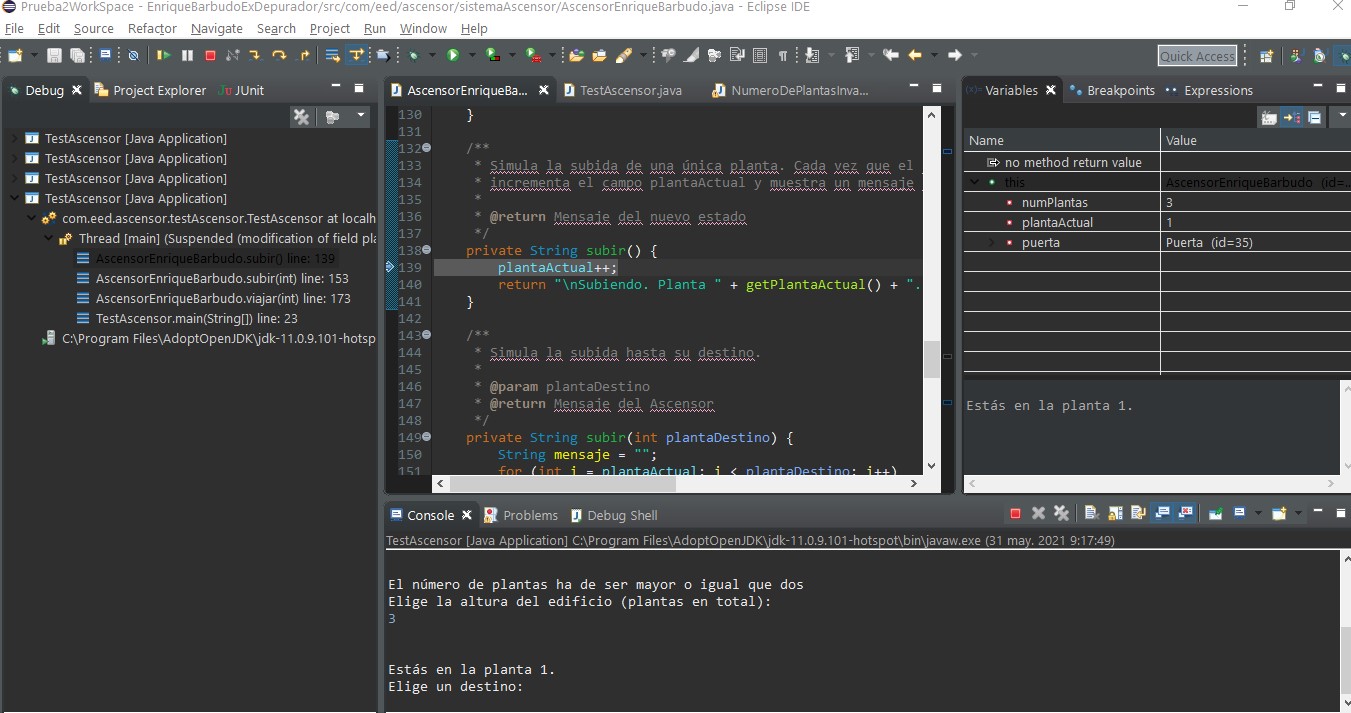 Prueba2WorkSpace - EnriqueBarbudoExDepurador/src/com/eed/ascensor/sistemaAscensor/AscensorEnriqueBarbudo.java - Eclipse IDE
File Edit Source Refactor Navigate Search Project Run Window Help
Quick Access
Debug Project Explorer JUnit
TestAscensor [Java Application]
TestAscensor [Java Application]
TestAscensor [Java Application]
TestAscensor [Java Application]
com.eed.ascensor.testAscensor.TestAscensor at localh
Thread [main] (Suspended (modification of field pla
AscensorEnriqueBarbudo.subir() line: 139
AscensorEnriqueBarbudo.subir(int) line: 153
AscensorEnriqueBarbudo.viajar(int) line: 173
TestAscensor.main(String[]) line: 23
C:\Program Files\AdoptOpenJDK\jdk-11.0.9.101-hotsp
AscensorEnriqueBa... TestAscensor.java NumeroDePlantasInva...
130 }
131
132 /**
133 * Simula la subida de una única planta. Cada vez que el
134 * incrementa el campo plantaActual y muestra un mensaje
135 *
136 * @return Mensaje del nuevo estado
137 */
138 private String subir() {
139 plantaActual++;
140 return "\nSubiendo. Planta " + getPlantaActual() + ".
141 }
142
143 /**
144 * Simula la subida hasta su destino.
145 *
146 * @param plantaDestino
147 * @return Mensaje del Ascensor
148 */
149 private String subir(int plantaDestino) {
150 String mensaje = "";
151 for (int i = plantaActual; i < plantaDestino; i++)
Variables Breakpoints Expressions
Name Value
no method return value
this AscensorEnriqueBarbudo (id=...
numPlantas 3
plantaActual 1
puerta Puerta (id=35)
Estás en la planta 1.
Console Problems Debug Shell
TestAscensor [Java Application] C:\Program Files\AdoptOpenJDK\jdk-11.0.9.101-hotspot\bin\javaw.exe (31 may. 2021 9:17:49)
El número de plantas ha de ser mayor o igual que dos
Elige la altura del edificio (plantas en total):
3
Estás en la planta 1.
Elige un destino: